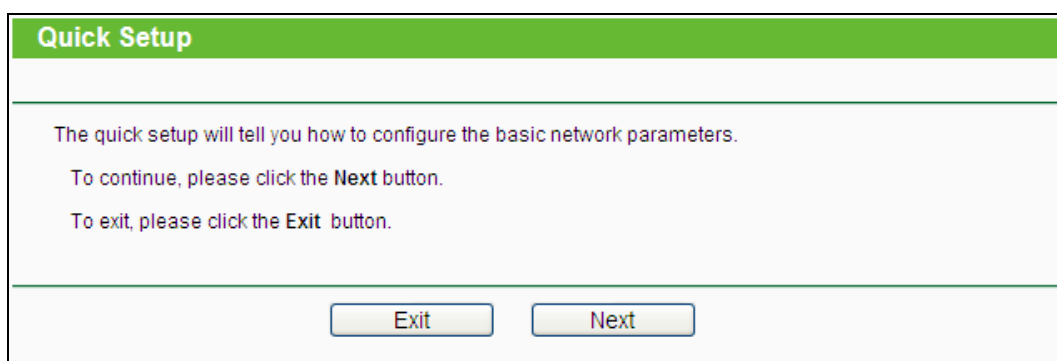 Quick Setup
The quick setup will tell you how to configure the basic network parameters.
To continue, please click the Next button.
To exit, please click the Exit button.
Exit Next